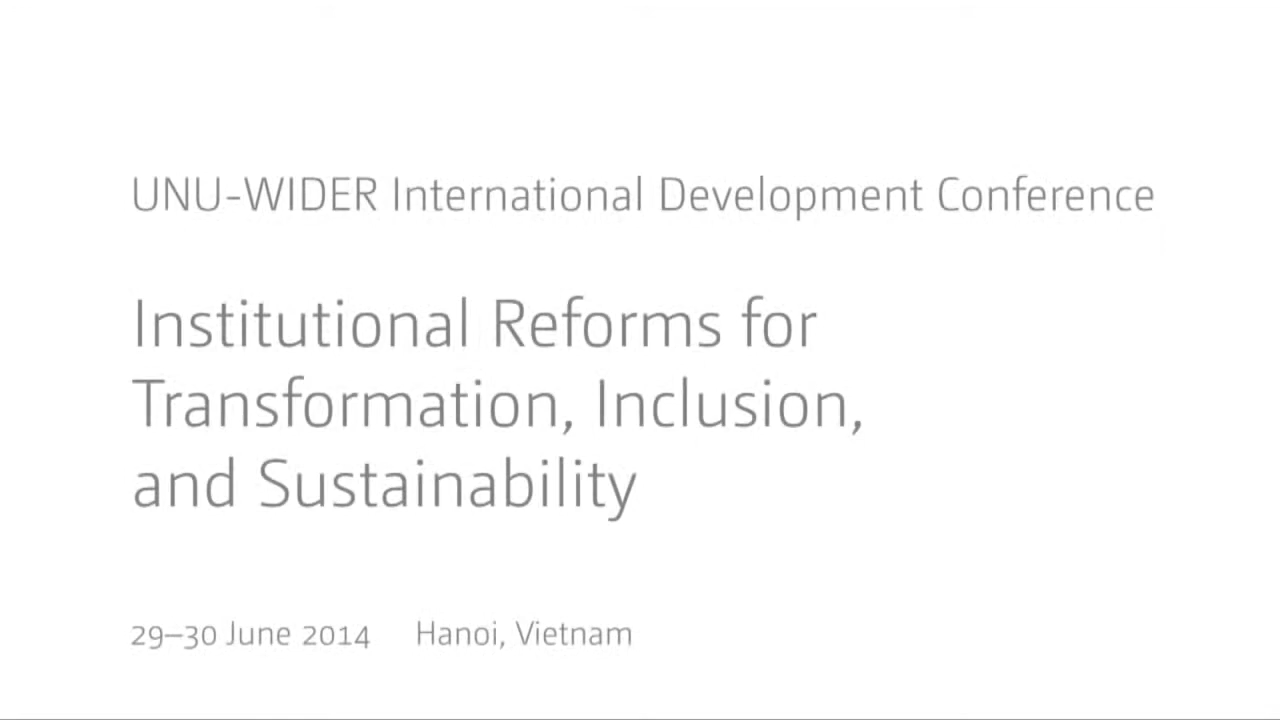 UNU-WIDER International Development Conference
Institutional Reforms for
Transformation, Inclusion,
and Sustainability
29–30 June 2014 Hanoi, Vietnam